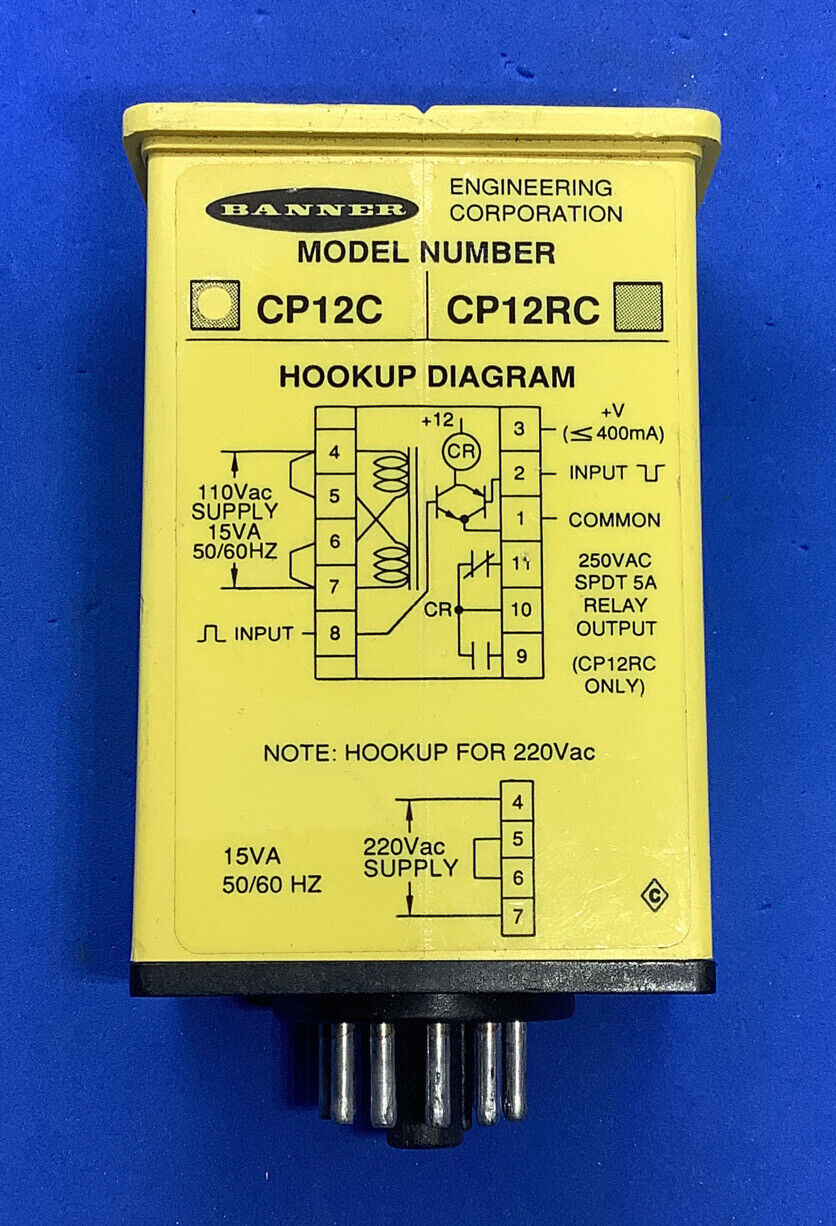 BANNER ENGINEERING
CORPORATION
MODEL NUMBER
CP12C CP12RC
HOOKUP DIAGRAM
+12
CR
3 +V
(≤ 400mA)
4
2 INPUT
110Vac
SUPPLY
15VA
50/60HZ
5
1 COMMON
6
11 250VAC
SPDT 5A
RELAY
OUTPUT
7
CR 10
INPUT 8
9 (CP12RC
ONLY)
NOTE: HOOKUP FOR 220Vac
4
15VA
50/60 HZ
220Vac
SUPPLY
5
6
7
C